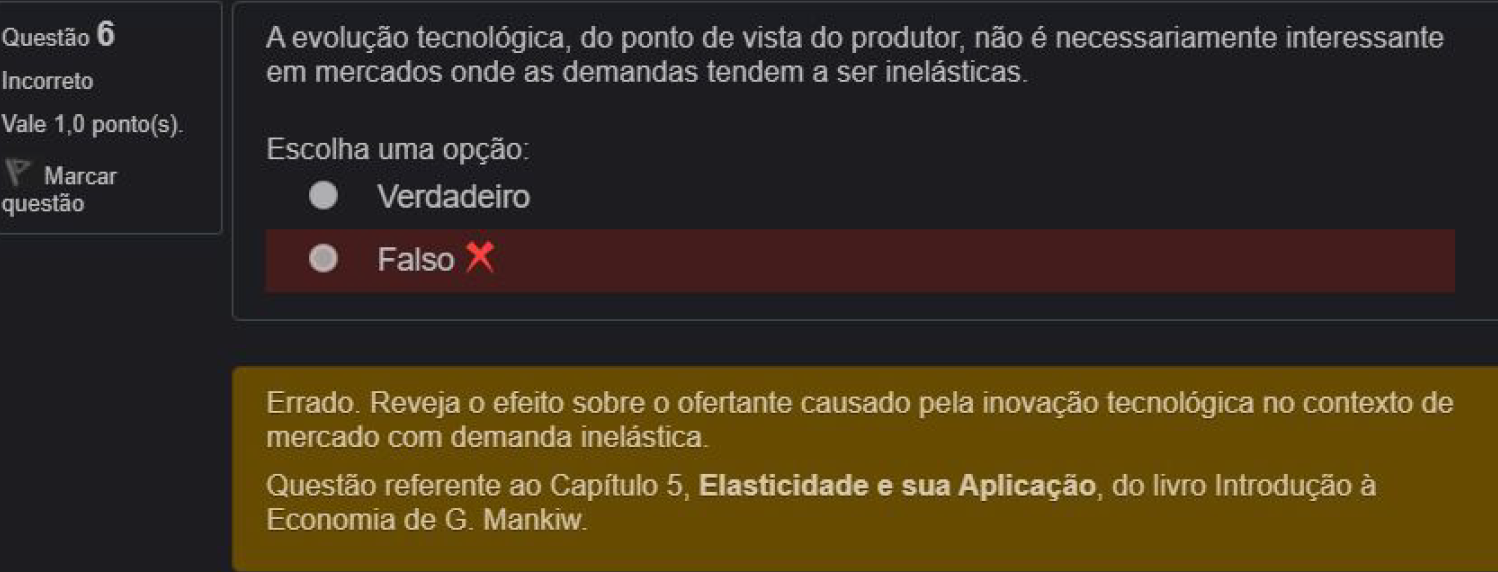 Questão 6
Incorreto
Vale 1,0 ponto(s).
Marcar
questão
A evolução tecnológica, do ponto de vista do produtor, não é necessariamente interessante
em mercados onde as demandas tendem a ser inelásticas.
Escolha uma opção:
Verdadeiro
Falso
Errado. Reveja o efeito sobre o ofertante causado pela inovação tecnológica no contexto de
mercado com demanda inelástica.
Questão referente ao Capítulo 5, Elasticidade e sua Aplicação, do livro Introdução à
Economia de G. Mankiw.